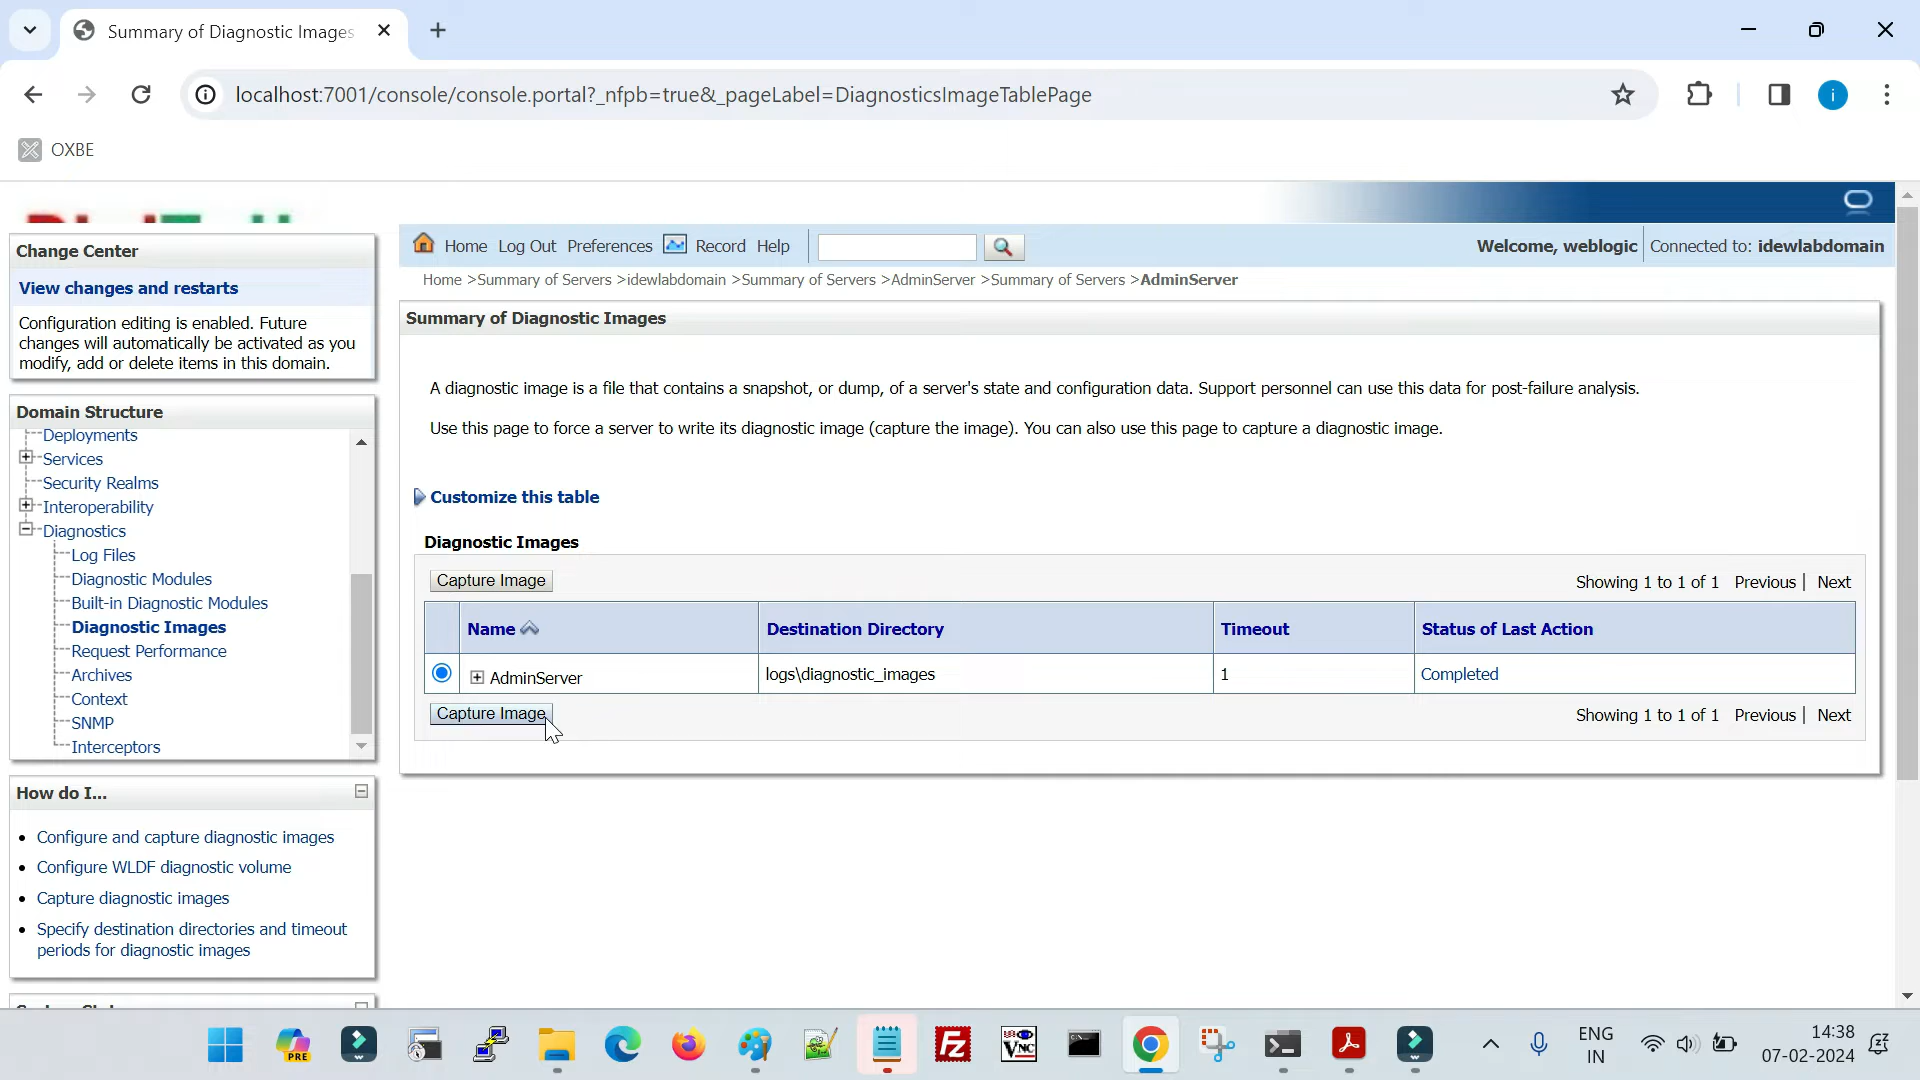 Summary of Diagnostic Images
localhost:7001/console/console.portal?_nfpb=true&_pageLabel=DiagnosticsImageTablePage
i
OXBE
Change Center
View changes and restarts
Configuration editing is enabled. Future
changes will automatically be activated as you
modify, add or delete items in this domain.
Domain Structure
Deployments
Services
Security Realms
Interoperability
Diagnostics
Log Files
Diagnostic Modules
Built-in Diagnostic Modules
Diagnostic Images
Request Performance
Archives
Context
SNMP
Interceptors
How do I...
Configure and capture diagnostic images
Configure WLDF diagnostic volume
Capture diagnostic images
Specify destination directories and timeout
periods for diagnostic images
Home Log Out Preferences Record Help
Welcome, weblogic Connected to: idewlabdomain
Home >Summary of Servers >idewlabdomain >Summary of Servers >AdminServer >Summary of Servers >AdminServer
Summary of Diagnostic Images
A diagnostic image is a file that contains a snapshot, or dump, of a server's state and configuration data. Support personnel can use this data for post-failure analysis.
Use this page to force a server to write its diagnostic image (capture the image). You can also use this page to capture a diagnostic image.
Customize this table
Diagnostic Images
Capture Image Showing 1 to 1 of 1 Previous | Next
Name Destination Directory Timeout Status of Last Action
AdminServer logs\diagnostic_images 1 Completed
Capture Image Showing 1 to 1 of 1 Previous | Next
PRE
VNC
ENG
IN
14:38
07-02-2024